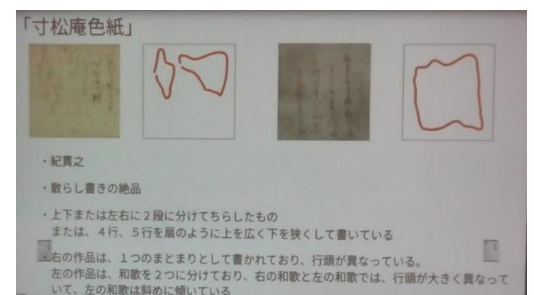 「寸松庵色紙」
・紀貫之
・散らし書きの絶品
・上下または左右に２段に分けてちらしたもの
または、４行、５行を扇のように上を広く下を狭くして書いている
・右の作品は、１つのまとまりとして書かれており、行頭が異なっている。
左の作品は、和歌を２つに分けており、右の和歌と左の和歌では、行頭が大きく異なって
いて、左の和歌は斜めに傾いている